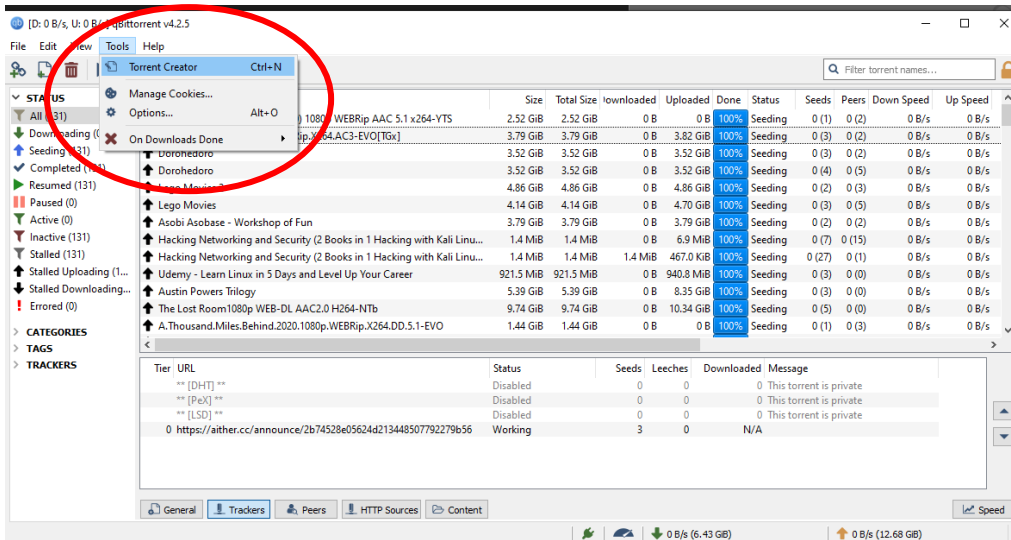 [D: 0 B/s, U: 0 B/s] qBittorrent v4.2.5
File Edit View Tools Help
Torrent Creator Ctrl+N
Manage Cookies...
Options... Alt+O
On Downloads Done
Filter torrent names...
STATUS
All (131)
Downloading (0
Seeding (131)
Completed (131)
Resumed (131)
Paused (0)
Active (0)
Inactive (131)
Stalled (131)
Stalled Uploading (1...
Stalled Downloading...
Errored (0)
CATEGORIES
TAGS
TRACKERS
Size Total Size Downloaded Uploaded Done Status Seeds Peers Down Speed Up Speed
1080p WEBRip AAC 5.1 x264-YTS 2.52 GiB 2.52 GiB 0 B 0 B 100% Seeding 0 (1) 0 (2) 0 B/s 0 B/s
Rip.X264.AC3-EVO[TGx] 3.79 GiB 3.79 GiB 0 B 3.82 GiB 100% Seeding 0 (3) 0 (2) 0 B/s 0 B/s
Dorohedoro 3.52 GiB 3.52 GiB 0 B 3.52 GiB 100% Seeding 0 (3) 0 (2) 0 B/s 0 B/s
Dorohedoro 3.52 GiB 3.52 GiB 0 B 3.52 GiB 100% Seeding 0 (4) 0 (5) 0 B/s 0 B/s
Lego Movies 2 4.86 GiB 4.86 GiB 0 B 4.86 GiB 100% Seeding 0 (2) 0 (3) 0 B/s 0 B/s
Lego Movies 4.14 GiB 4.14 GiB 0 B 4.70 GiB 100% Seeding 0 (3) 0 (5) 0 B/s 0 B/s
Asobi Asobase - Workshop of Fun 3.79 GiB 3.79 GiB 0 B 3.79 GiB 100% Seeding 0 (2) 0 (2) 0 B/s 0 B/s
Hacking Networking and Security (2 Books in 1 Hacking with Kali Linu... 1.4 MiB 1.4 MiB 0 B 6.9 MiB 100% Seeding 0 (7) 0 (15) 0 B/s 0 B/s
Hacking Networking and Security (2 Books in 1 Hacking with Kali Linu... 1.4 MiB 1.4 MiB 1.4 MiB 467.0 KiB 100% Seeding 0 (27) 0 (1) 0 B/s 0 B/s
Udemy - Learn Linux in 5 Days and Level Up Your Career 921.5 MiB 921.5 MiB 0 B 940.8 MiB 100% Seeding 0 (3) 0 (0) 0 B/s 0 B/s
Austin Powers Trilogy 5.39 GiB 5.39 GiB 0 B 8.35 GiB 100% Seeding 0 (3) 0 (0) 0 B/s 0 B/s
The Lost Room1080p WEB-DL AAC2.0 H264-NTb 9.74 GiB 9.74 GiB 0 B 10.34 GiB 100% Seeding 0 (5) 0 (0) 0 B/s 0 B/s
A.Thousand.Miles.Behind.2020.1080p.WEBRip.X264.DD.5.1-EVO 1.44 GiB 1.44 GiB 0 B 0 B 100% Seeding 0 (1) 0 (3) 0 B/s 0 B/s
Tier URL Status Seeds Leeches Downloaded Message
** [DHT] ** Disabled 0 0 0 This torrent is private
** [PeX] ** Disabled 0 0 0 This torrent is private
** [LSD] ** Disabled 0 0 0 This torrent is private
0 https://aither.cc/announce/2b74528e05624d213448507792279b56 Working 3 0 N/A
General Trackers Peers HTTP Sources Content Speed
0 B/s (6.43 GiB) 0 B/s (12.68 GiB)